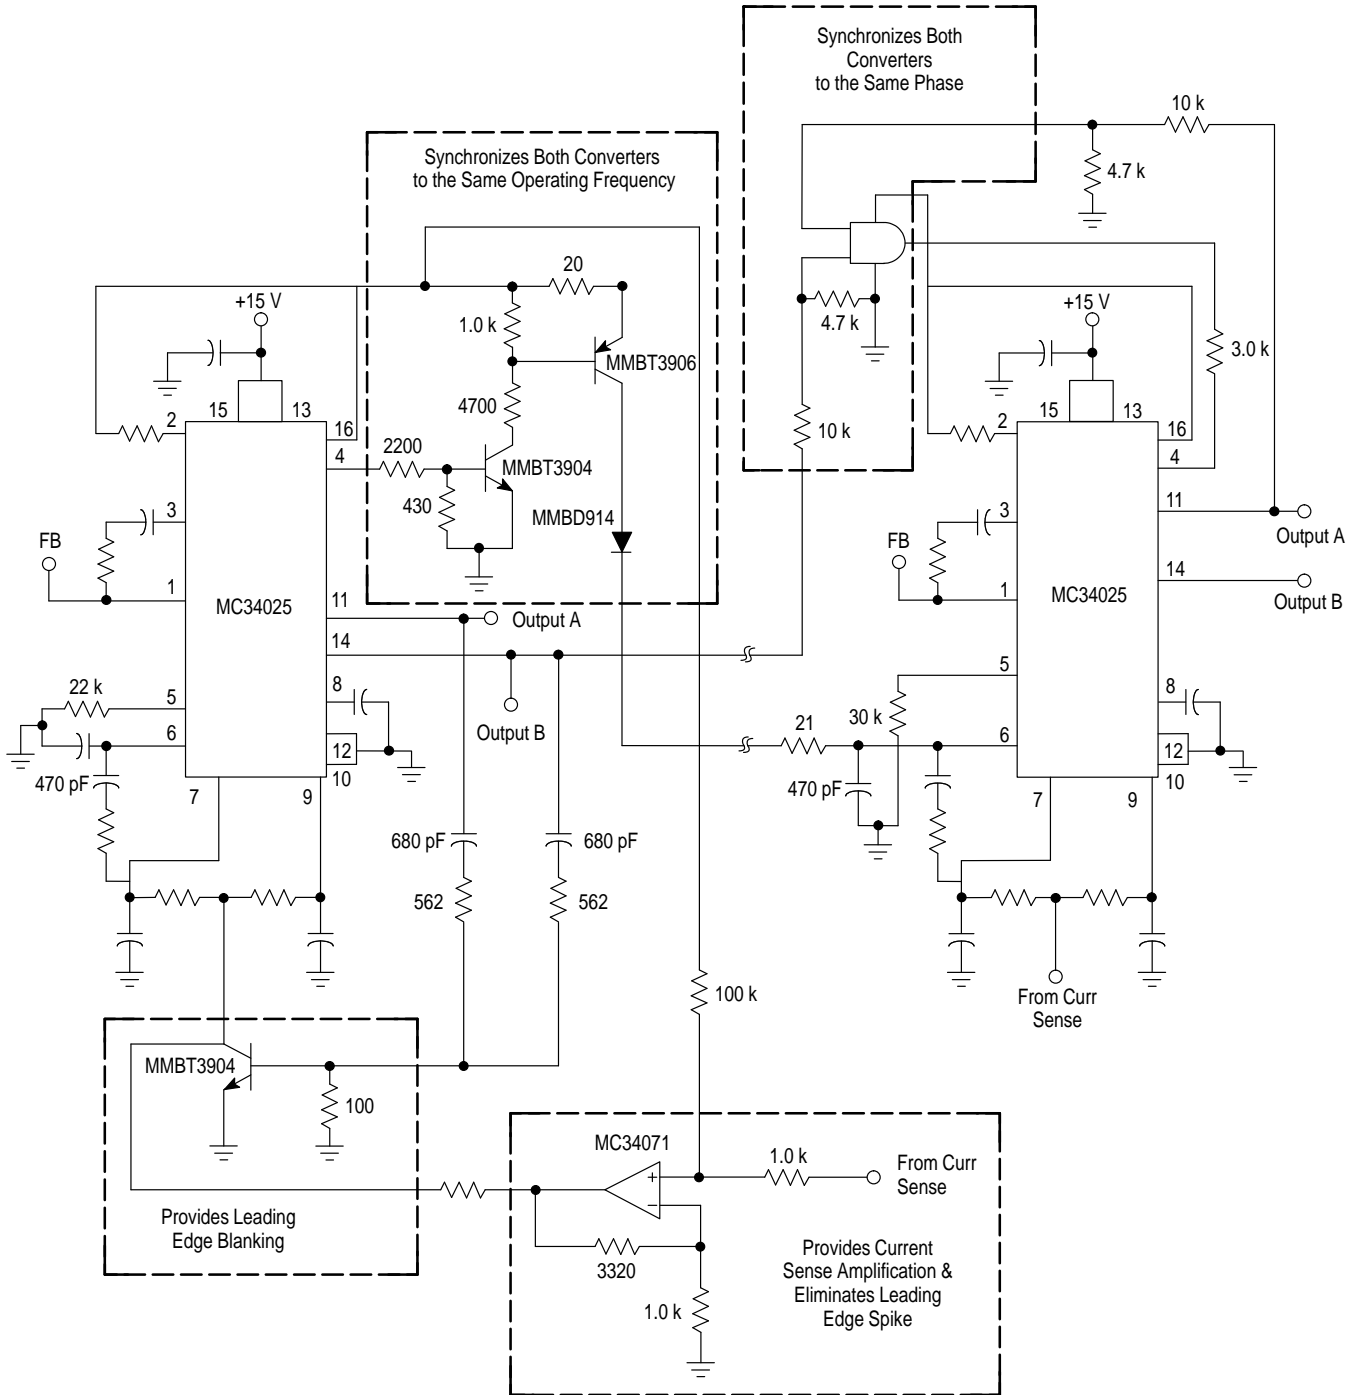 Synchronizes Both
Converters
to the Same Phase
10 k
4.7 k
Synchronizes Both Converters
to the Same Operating Frequency
20
+15 V
1.0 k
4.7 k
+15 V
3.0 k
MMBT3906
15
13
4700
10 k
15
13
2
16
2200
4
MMBT3904
2
16
4
430
MMBD914
3
11
3
Output A
FB
FB
1
MC34025
11
Output A
14
1
MC34025
14
Output B
5
22 k
5
8
Output B
30 k
8
6
12
21
6
12
470 pF
10
470 pF
10
7
9
7
9
680 pF
680 pF
562
562
100 k
From Curr
Sense
MMBT3904
100
MC34071
1.0 k
From Curr
Sense
+
−
Provides Leading
Edge Blanking
3320
Provides Current
Sense Amplification &
Eliminates Leading
Edge Spike
1.0 k